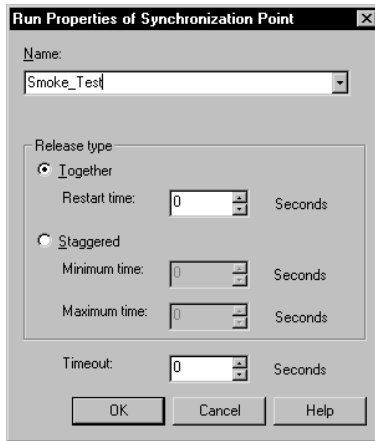 Run Properties of Synchronization Point
Name:
Smoke_Test
Release type
Together
Restart time: 0 Seconds
Staggered
Minimum time: 0 Seconds
Maximum time: 0 Seconds
Timeout: 0 Seconds
OK Cancel Help